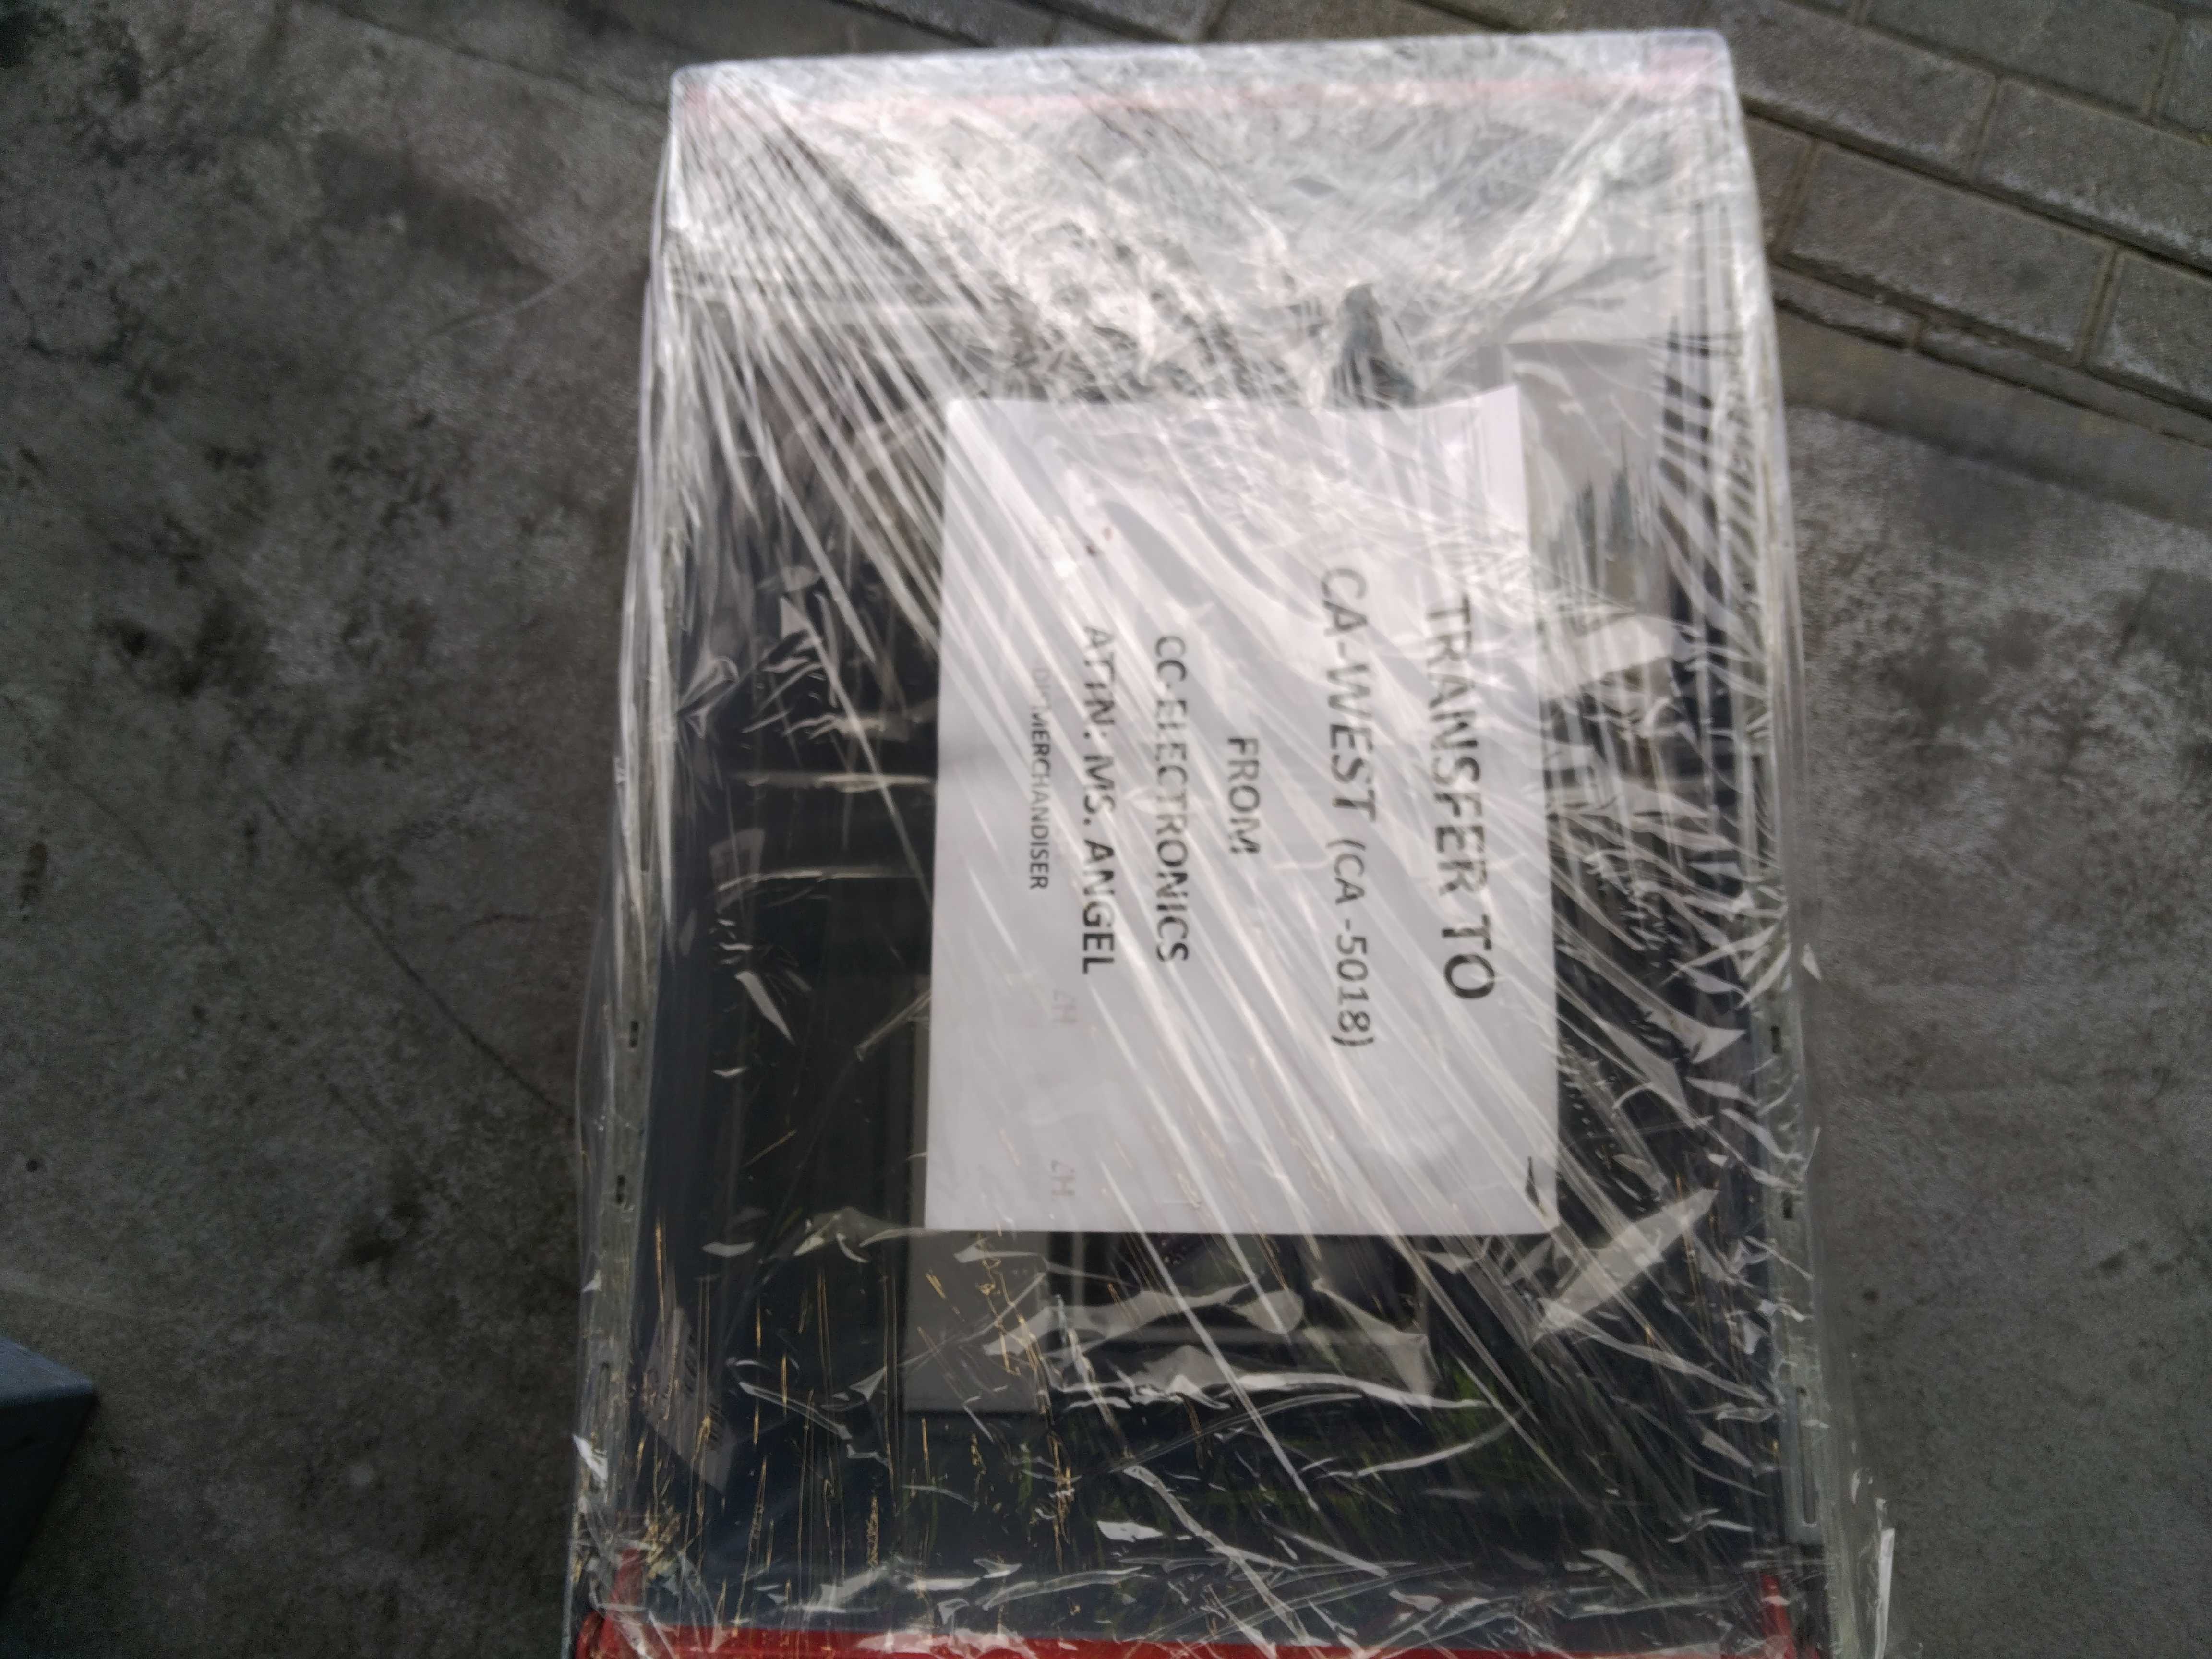 TRANSFER TO
CA-WEST (CA -5018)
FROM
CC-ELECTRONICS
ATTN: MS. ANGEL
MERCHANDISER